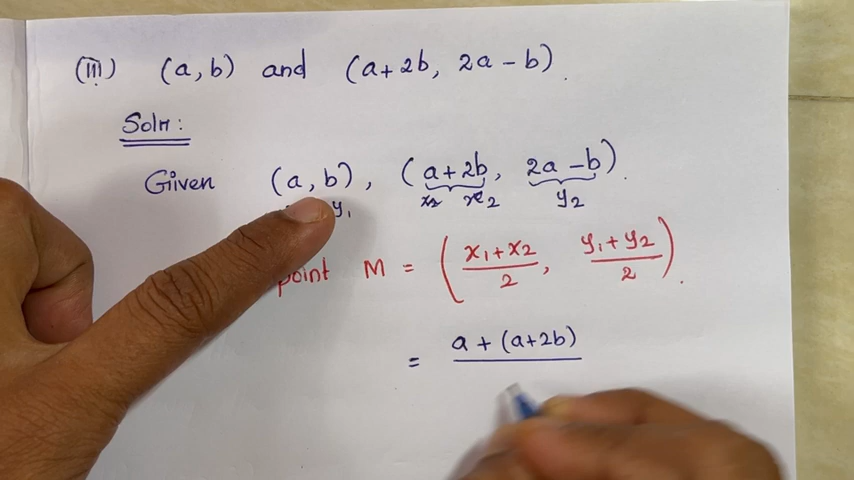 (III) (a, b) and (a+2b, 2a-b).
Soln:
Given (a, b), (a+2b, 2a-b).
y₁ x₂ y₂
point M = ( x₁+x₂/2, y₁+y₂/2 ).
= a + (a+2b)